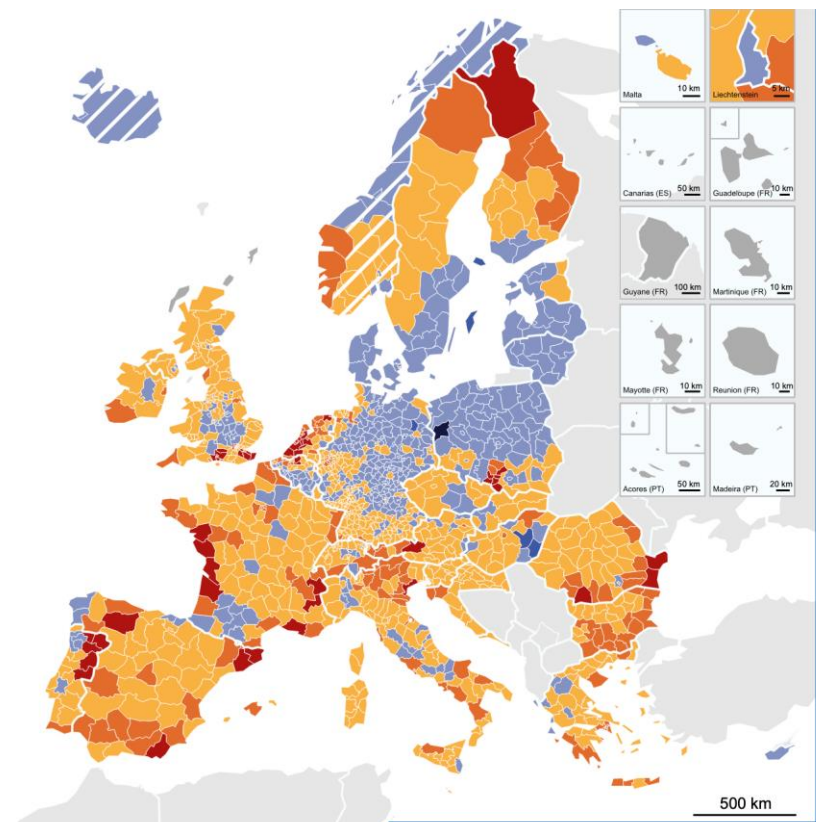 Malta
10 km
Liechtenstein
5 km
Canarias (ES)
50 km
Guadeloupe (FR)
10 km
Guyane (FR)
100 km
Martinique (FR)
10 km
Mayotte (FR)
10 km
Reunion (FR)
10 km
Acores (PT)
50 km
Madeira (PT)
20 km
500 km